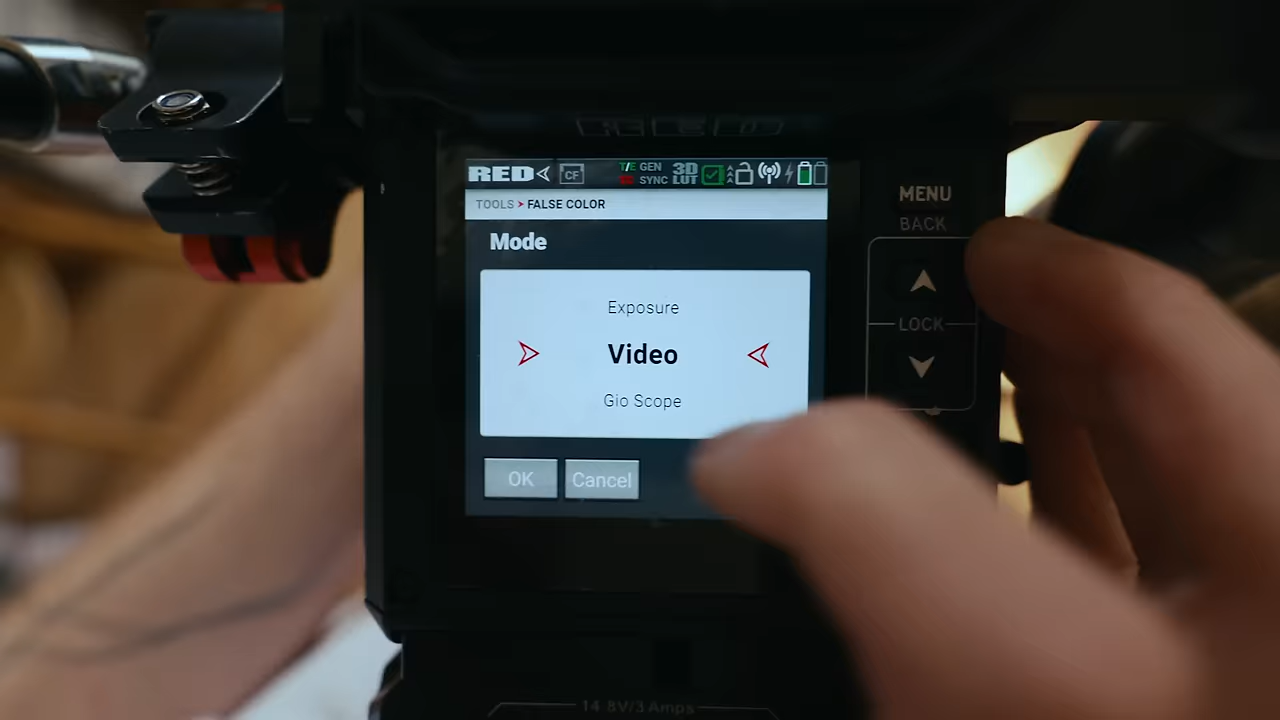 RED CF T/E GEN SYNC 3D LUT
TOOLS > FALSE COLOR
Mode
Exposure
Video
Gio Scope
OK Cancel
MENU
BACK
LOCK
14.8V/3 Amps